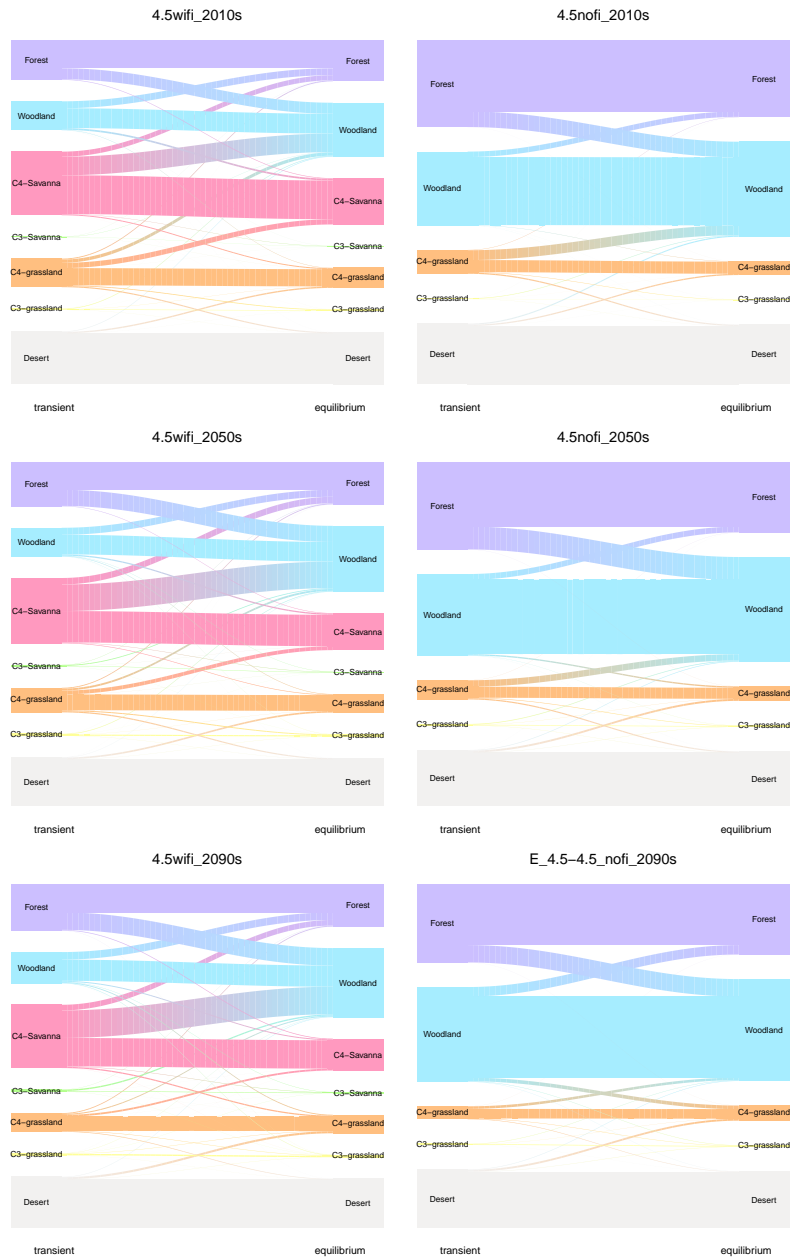 4.5wifi_2010s
Forest
Forest
Woodland
Woodland
C4−Savanna
C4−Savanna
C3−Savanna
C3−Savanna
C4−grassland
C4−grassland
C3−grassland
C3−grassland
Desert
Desert
transient
equilibrium
4.5nofi_2010s
Forest
Forest
Woodland
Woodland
C4−grassland
C4−grassland
C3−grassland
C3−grassland
Desert
Desert
transient
equilibrium
4.5wifi_2050s
Forest
Forest
Woodland
Woodland
C4−Savanna
C4−Savanna
C3−Savanna
C3−Savanna
C4−grassland
C4−grassland
C3−grassland
C3−grassland
Desert
Desert
transient
equilibrium
4.5nofi_2050s
Forest
Forest
Woodland
Woodland
C4−grassland
C4−grassland
C3−grassland
C3−grassland
Desert
Desert
transient
equilibrium
4.5wifi_2090s
Forest
Forest
Woodland
Woodland
C4−Savanna
C4−Savanna
C3−Savanna
C3−Savanna
C4−grassland
C4−grassland
C3−grassland
C3−grassland
Desert
Desert
transient
equilibrium
E_4.5−4.5_nofi_2090s
Forest
Forest
Woodland
Woodland
C4−grassland
C4−grassland
C3−grassland
C3−grassland
Desert
Desert
transient
equilibrium